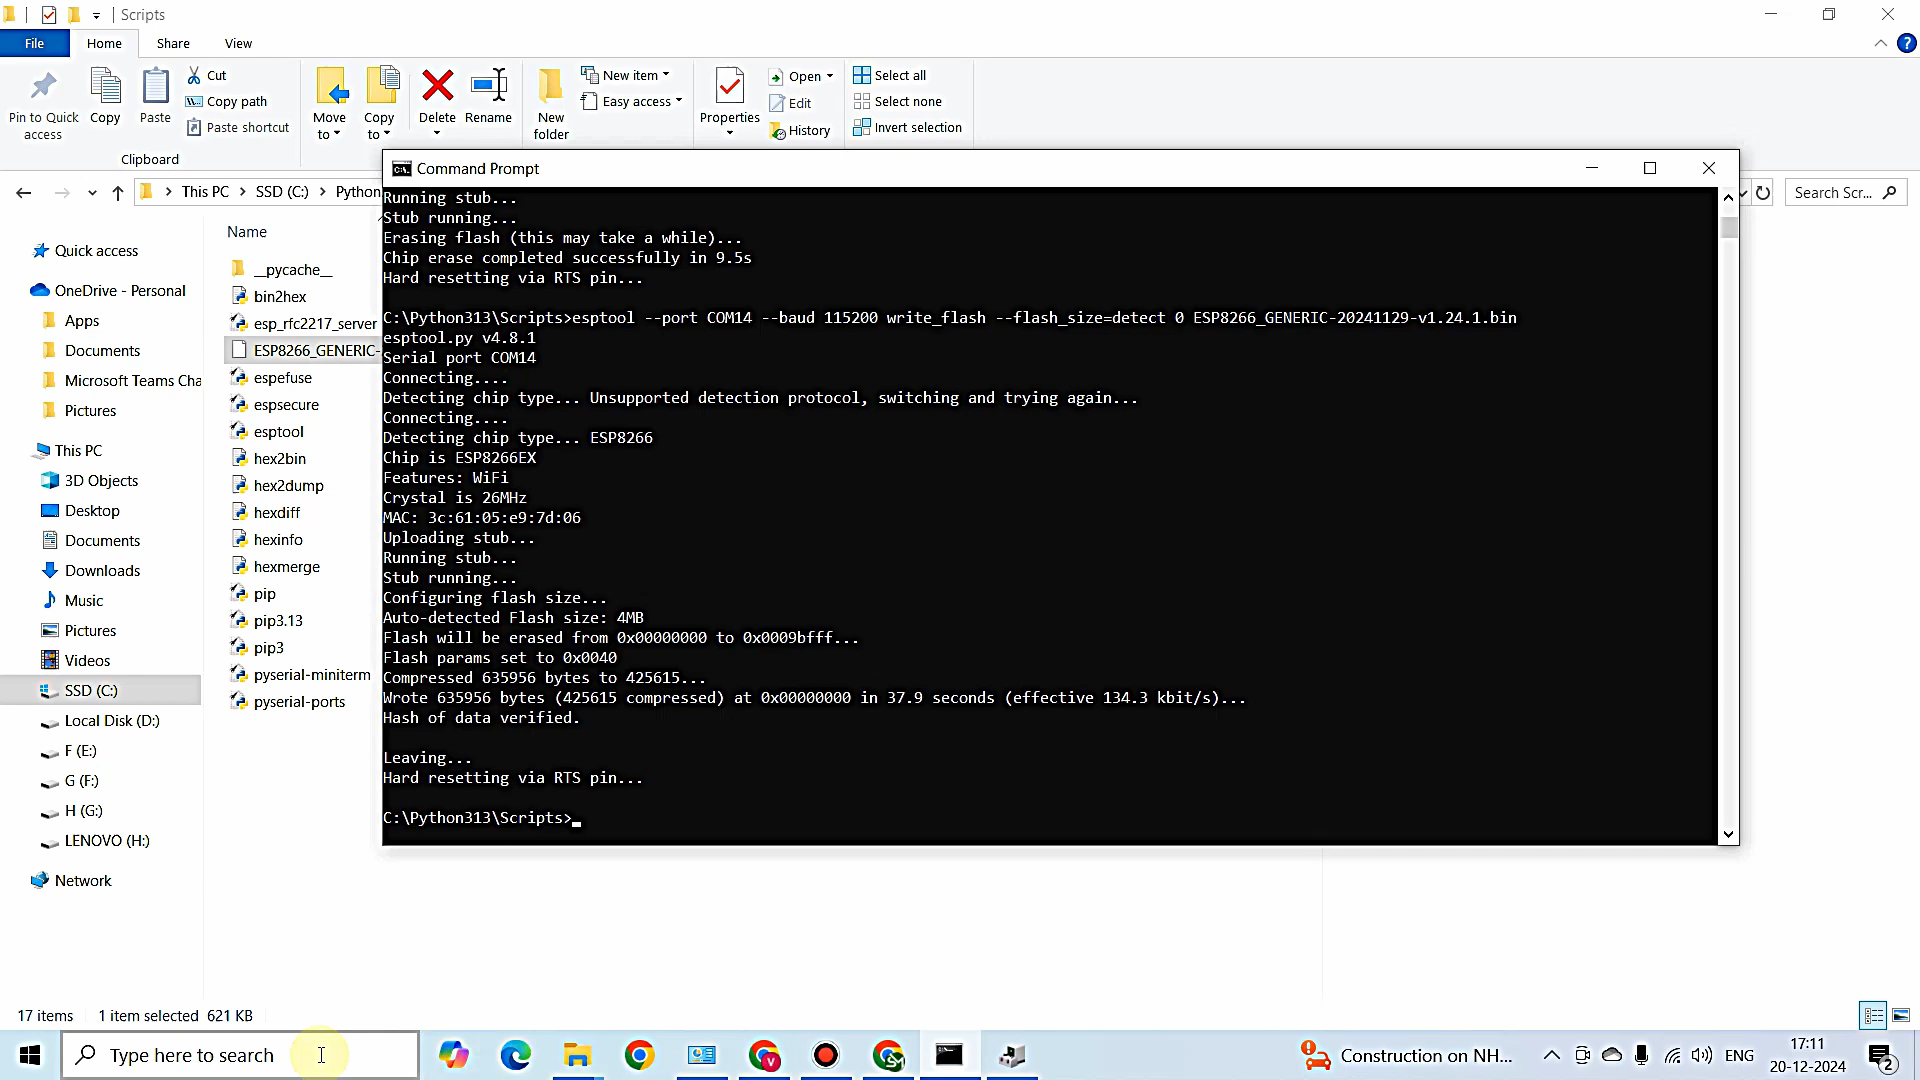 Scripts
File
Home
Share
View
Pin to Quick access
Copy
Paste
Cut
Copy path
Paste shortcut
Clipboard
Move to
Copy to
Delete
Rename
New folder
New item
Easy access
Properties
Open
Edit
History
Select all
Select none
Invert selection
This PC
SSD (C:)
Python
Search Scr...
Quick access
OneDrive - Personal
Apps
Documents
Microsoft Teams Cha
Pictures
This PC
3D Objects
Desktop
Documents
Downloads
Music
Pictures
Videos
SSD (C:)
Local Disk (D:)
F (E:)
G (F:)
H (G:)
LENOVO (H:)
Network
Name
__pycache__
bin2hex
esp_rfc2217_server
ESP8266_GENERIC-
espefuse
espsecure
esptool
hex2bin
hex2dump
hexdiff
hexinfo
hexmerge
pip
pip3.13
pip3
pyserial-miniterm
pyserial-ports
Command Prompt
Running stub...
Stub running...
Erasing flash (this may take a while)...
Chip erase completed successfully in 9.5s
Hard resetting via RTS pin...
C:\Python313\Scripts>esptool --port COM14 --baud 115200 write_flash --flash_size=detect 0 ESP8266_GENERIC-20241129-v1.24.1.bin
esptool.py v4.8.1
Serial port COM14
Connecting....
Detecting chip type... Unsupported detection protocol, switching and trying again...
Connecting....
Detecting chip type... ESP8266
Chip is ESP8266EX
Features: WiFi
Crystal is 26MHz
MAC: 3c:61:05:e9:7d:06
Uploading stub...
Running stub...
Stub running...
Configuring flash size...
Auto-detected Flash size: 4MB
Flash will be erased from 0x00000000 to 0x0009bfff...
Flash params set to 0x0040
Compressed 635956 bytes to 425615...
Wrote 635956 bytes (425615 compressed) at 0x00000000 in 37.9 seconds (effective 134.3 kbit/s)...
Hash of data verified.
Leaving...
Hard resetting via RTS pin...
C:\Python313\Scripts>
17 items
1 item selected 621 KB
Type here to search
Construction on NH...
ENG
17:11
20-12-2024
2